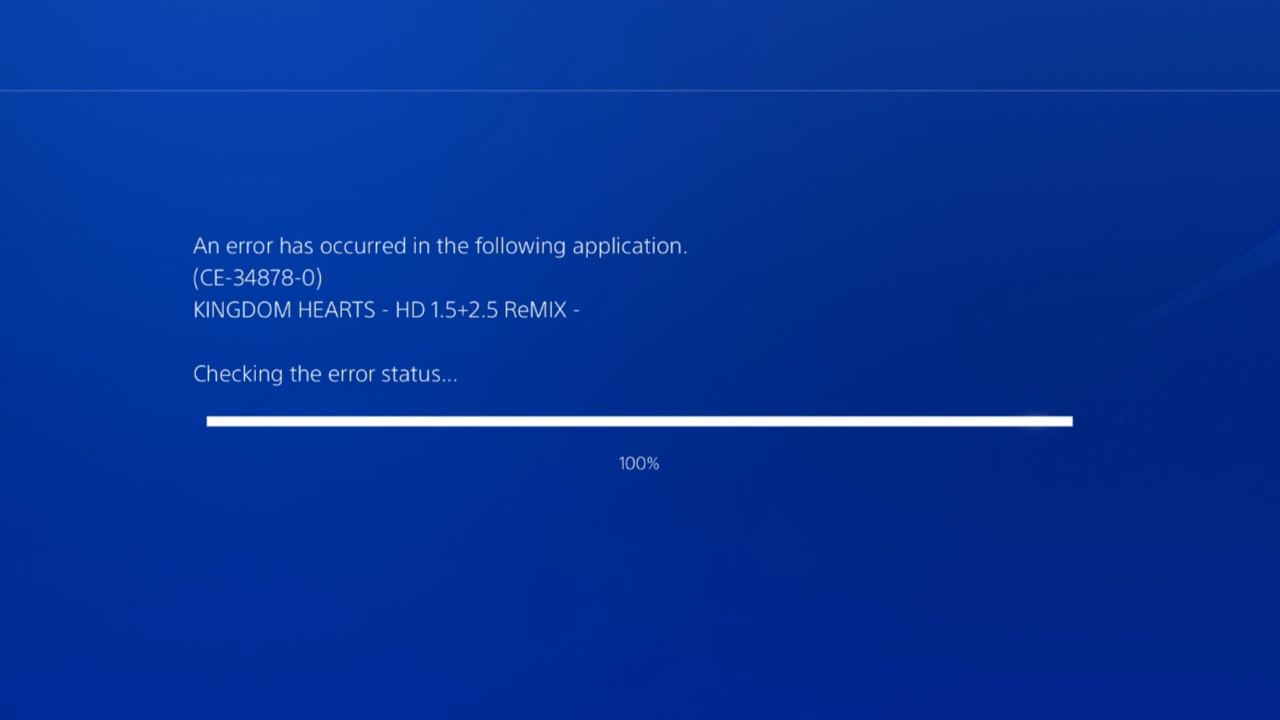 An error has occurred in the following application.
(CE-34878-0)
KINGDOM HEARTS - HD 1.5+2.5 ReMIX -
Checking the error status...
100%